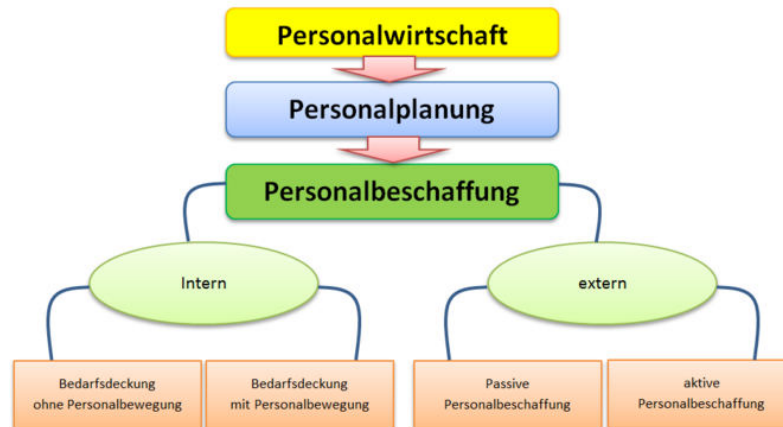 Personalwirtschaft
Personalplanung
Personalbeschaffung
Intern
extern
Bedarfsdeckung
ohne Personalbewegung
Bedarfsdeckung
mit Personalbewegung
Passive
Personalbeschaffung
aktive
Personalbeschaffung